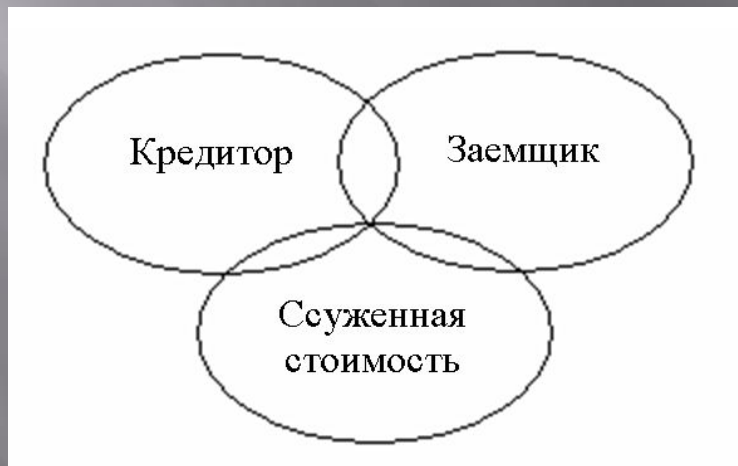 Кредитор
Заемщик
Ссуженная
стоимость